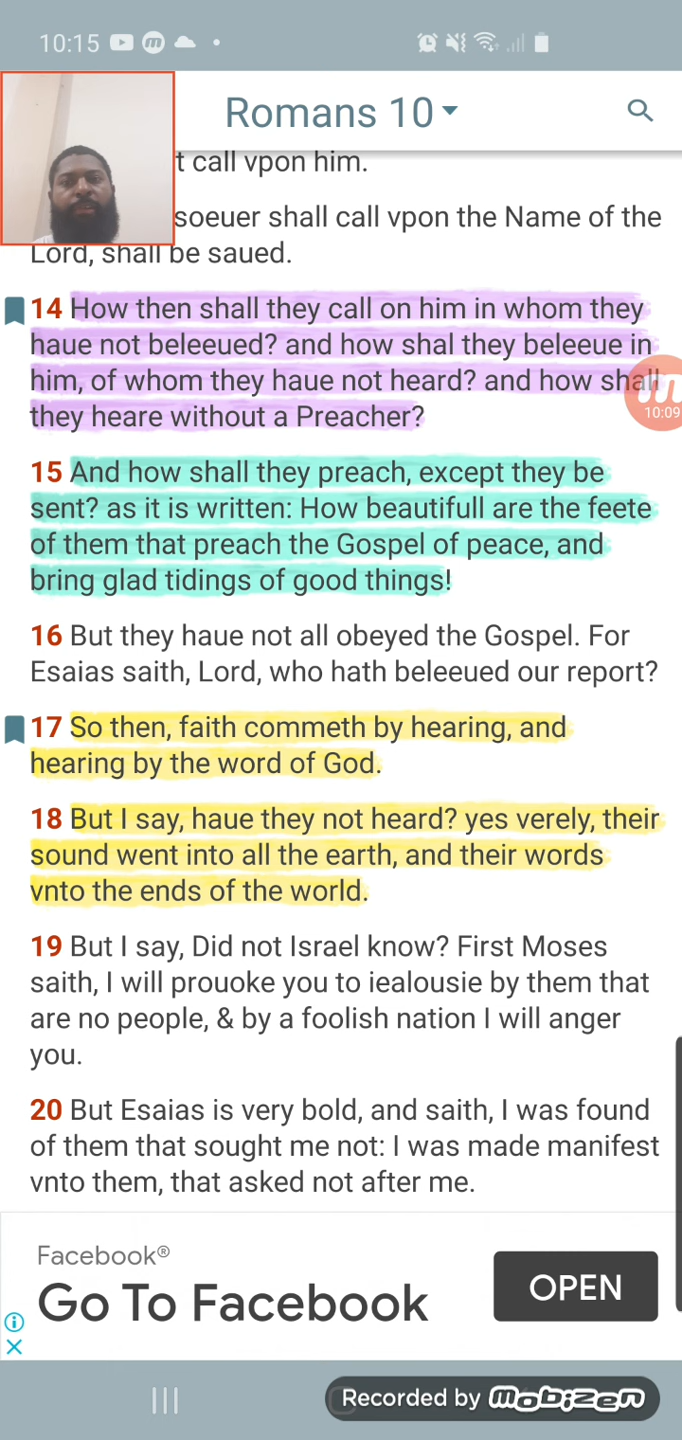 10:15
Romans 10
t call vpon him.
soeuer shall call vpon the Name of the
Lord, shall be saued.
14 How then shall they call on him in whom they
haue not beleeued? and how shal they beleeue in
him, of whom they haue not heard? and how shall
they heare without a Preacher?
10:09
15 And how shall they preach, except they be
sent? as it is written: How beautifull are the feete
of them that preach the Gospel of peace, and
bring glad tidings of good things!
16 But they haue not all obeyed the Gospel. For
Esaias saith, Lord, who hath beleeued our report?
17 So then, faith commeth by hearing, and
hearing by the word of God.
18 But I say, haue they not heard? yes verely, their
sound went into all the earth, and their words
vnto the ends of the world.
19 But I say, Did not Israel know? First Moses
saith, I will prouoke you to iealousie by them that
are no people, & by a foolish nation I will anger
you.
20 But Esaias is very bold, and saith, I was found
of them that sought me not: I was made manifest
vnto them, that asked not after me.
Facebook®
Go To Facebook
OPEN
Recorded by mobizen